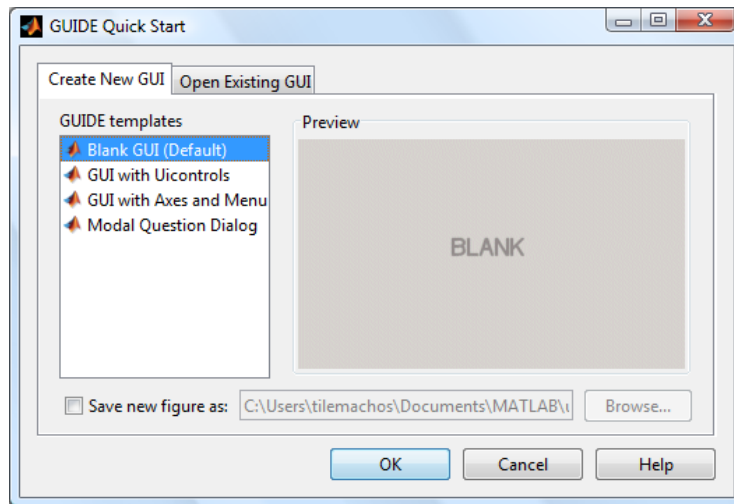 GUIDE Quick Start
Create New GUI Open Existing GUI
GUIDE templates
Blank GUI (Default)
GUI with Uicontrols
GUI with Axes and Menu
Modal Question Dialog
Preview
BLANK
Save new figure as: C:\Users\tilemachos\Documents\MATLAB\ Browse...
OK Cancel Help